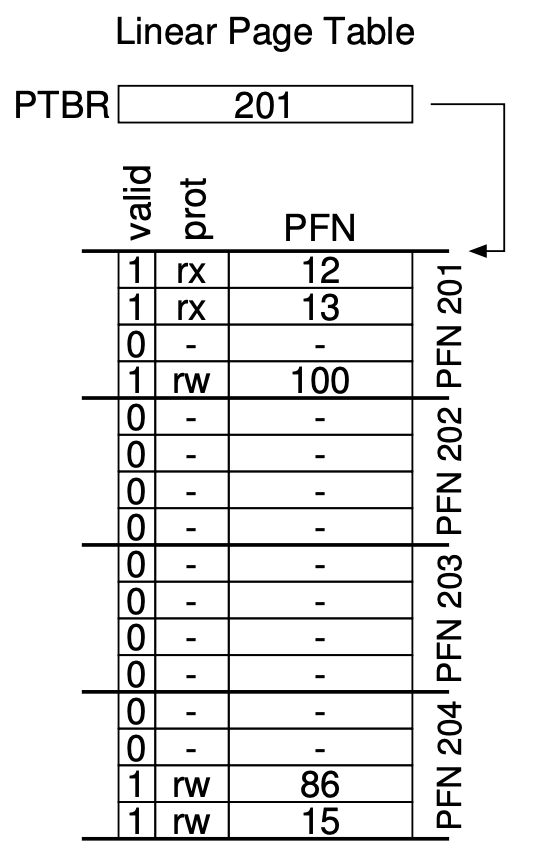 Linear Page Table
PTBR 201
valid prot PFN
1 rx 12
1 rx 13
0 - -
1 rw 100
PFN 201
0 - -
0 - -
0 - -
0 - -
PFN 202
0 - -
0 - -
0 - -
0 - -
PFN 203
0 - -
0 - -
1 rw 86
1 rw 15
PFN 204